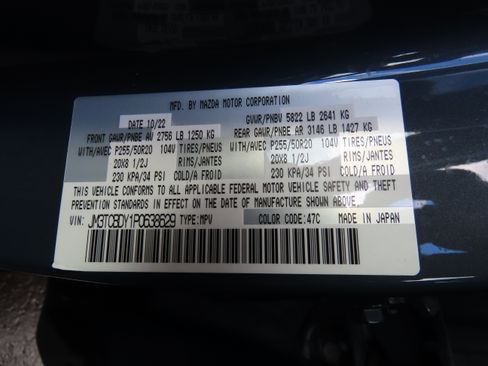 MFD. BY MAZDA MOTOR CORPORATION
DATE 10/22 GVWR/PNBV 5822 LB 2641 KG
FRONT GAWR/PNBE AV 2756 LB 1250 KG REAR GAWR/PNBE AR 3146 LB 1427 KG
WITH/AVEC P255/50R20 104V TIRES/PNEUS WITH/AVEC P255/50R20 104V TIRES/PNEUS
20X8 1/2J RIMS/JANTES 20X8 1/2J RIMS/JANTES
230 KPA/34 PSI COLD/A FROID 230 KPA/34 PSI COLD/A FROID
THIS VEHICLE CONFORMS TO ALL APPLICABLE FEDERAL MOTOR VEHICLE SAFETY AND THEFT
PREVENTION STANDARDS IN EFFECT ON THE DATE OF MANUFACTURE SHOWN ABOVE.
VIN: JM3TCBDY1P0638629 TYPE:MPV COLOR CODE:47C MADE IN JAPAN